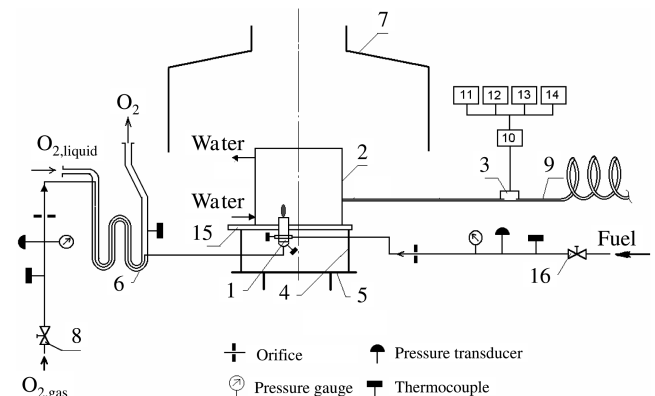 7
O2
11 12 13 14
O2,liquid
Water
2
10
3
9
Water
15
Fuel
6
1
4
5
16
8
Orifice
Pressure transducer
Pressure gauge
Thermocouple
O2,gas